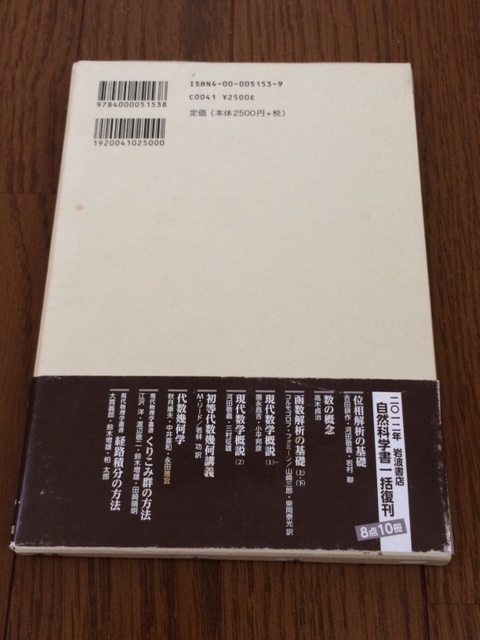 ISBN4-00-005153-9
C0041 ¥2500E
定価（本体2500円+税）
9784000051538
1920041025000
二〇一二年 岩波書店
自然科学書一括復刊
8点10冊
位相解析の基礎
吉田耕作・河田敬義・岩村 聯
数の概念
高木貞治
函数解析の基礎（上）（下）
コルモゴロフ・フォミーン／山崎三郎・柴岡泰光 訳
現代数学概説（1）
彌永昌吉・小平邦彦
現代数学概説（2）
河田敬義・三村征雄
初等代数幾何講義
M・リード／若林 功 訳
代数幾何学
秋月康夫・中井喜和・永田雅宜
現代物理学叢書
くりこみ群の方法
江沢 洋・渡辺敬二・鈴木増雄・田崎晴明
現代物理学叢書
経路積分の方法
大貫義郎・鈴木増雄・柏 太郎